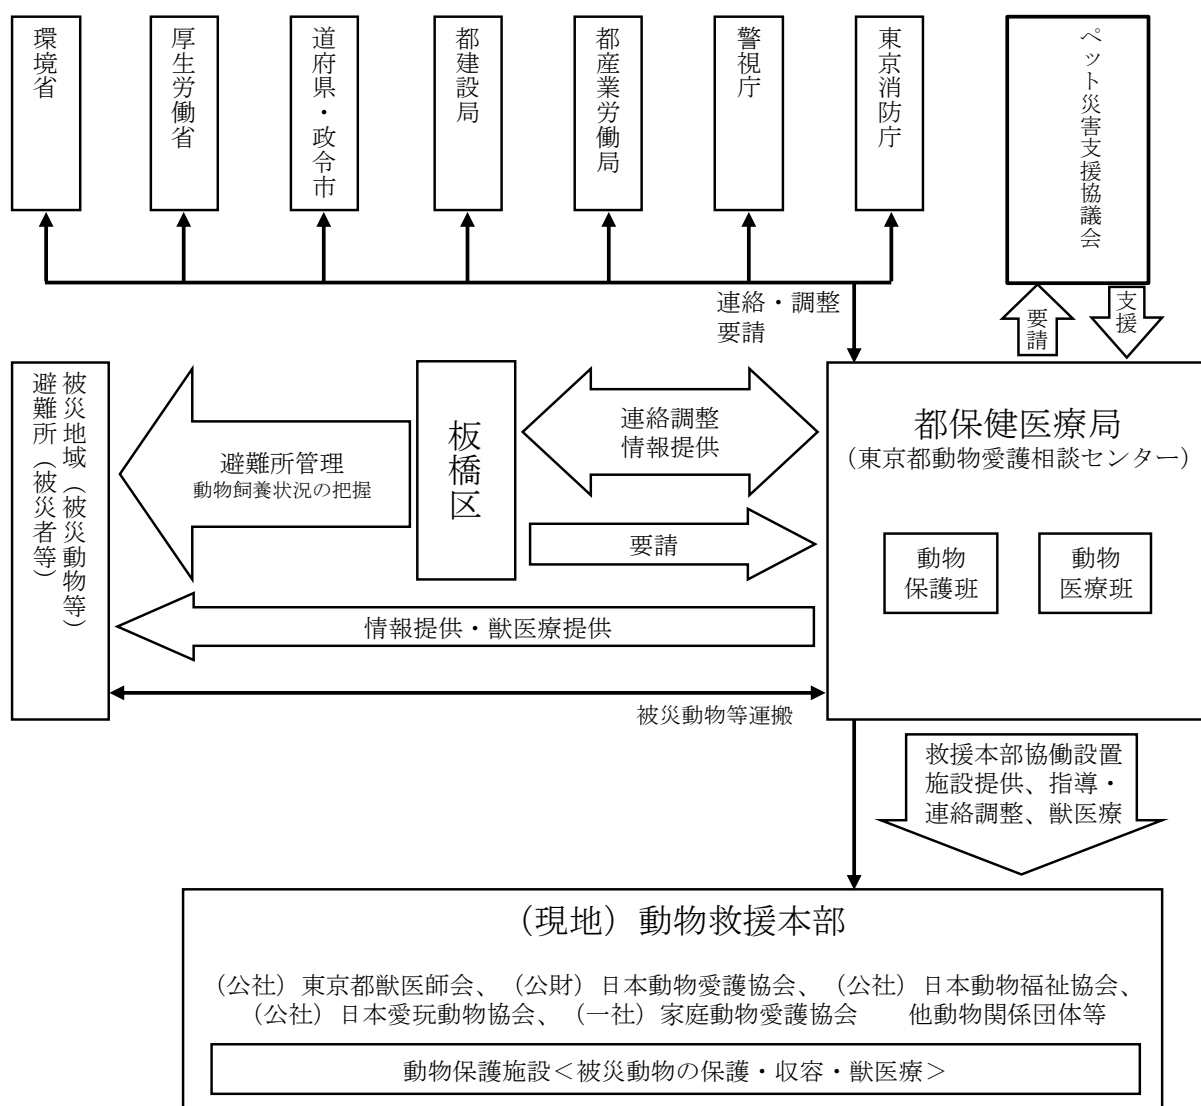 環境省
厚生労働省
道府県・政令市
都建設局
都産業労働局
警視庁
東京消防庁
ペット災害支援協議会
連絡・調整
要請
要請
支援
被災地域（被災動物等）
避難所（被災者等）
避難所管理
動物飼養状況の把握
板橋区
連絡調整
情報提供
要請
都保健医療局
（東京都動物愛護相談センター）
動物
保護班
動物
医療班
情報提供・獣医療提供
被災動物等運搬
救援本部協働設置
施設提供、指導・
連絡調整、獣医療
（現地）動物救援本部
（公社）東京都獣医師会、（公財）日本動物愛護協会、（公社）日本動物福祉協会、
（公社）日本愛玩動物協会、（一社）家庭動物愛護協会　他動物関係団体等
動物保護施設＜被災動物の保護・収容・獣医療＞